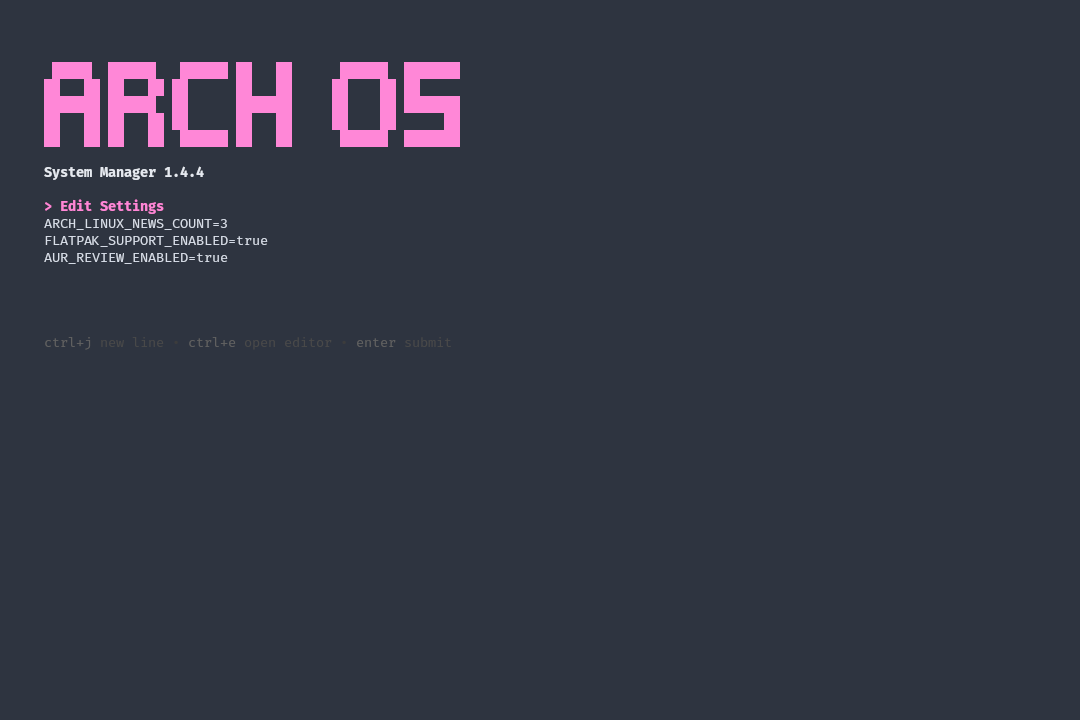 ARCH OS
System Manager 1.4.4
> Edit Settings
ARCH_LINUX_NEWS_COUNT=3
FLATPAK_SUPPORT_ENABLED=true
AUR_REVIEW_ENABLED=true
ctrl+j new line • ctrl+e open editor • enter submit